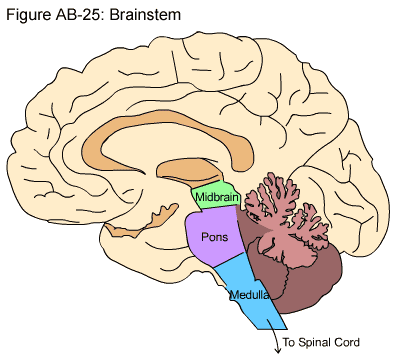 Figure AB-25: Brainstem
Midbrain
Pons
Medulla
To Spinal Cord